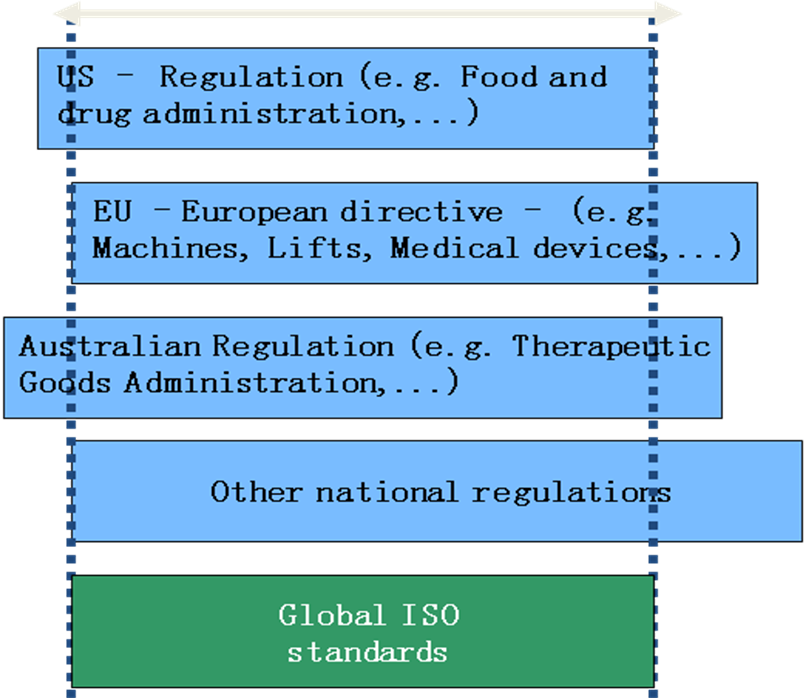 US - Regulation (e.g. Food and
drug administration,...)
EU -European directive - (e.g.
Machines, Lifts, Medical devices,...)
Australian Regulation (e.g. Therapeutic
Goods Administration,...)
Other national regulations
Global ISO
standards